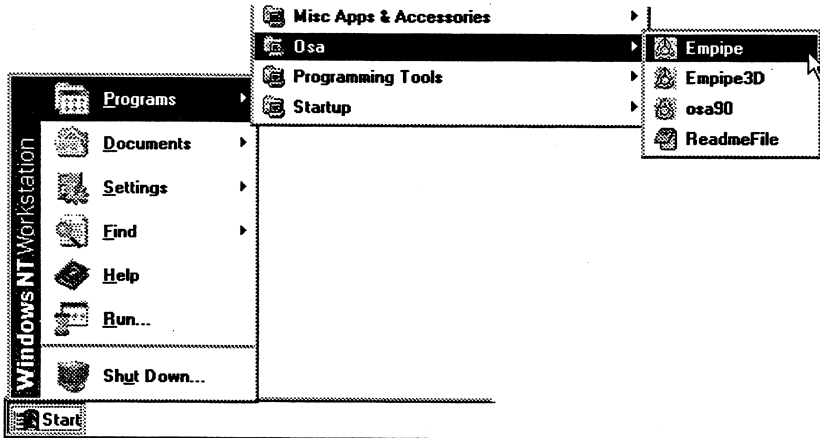 Misc Apps & Accessories
Osa
Programming Tools
Startup
Empipe
Empipe3D
osa90
ReadmeFile
Programs
Documents
Settings
Find
Help
Run...
Shut Down...
Windows NT Workstation
Start